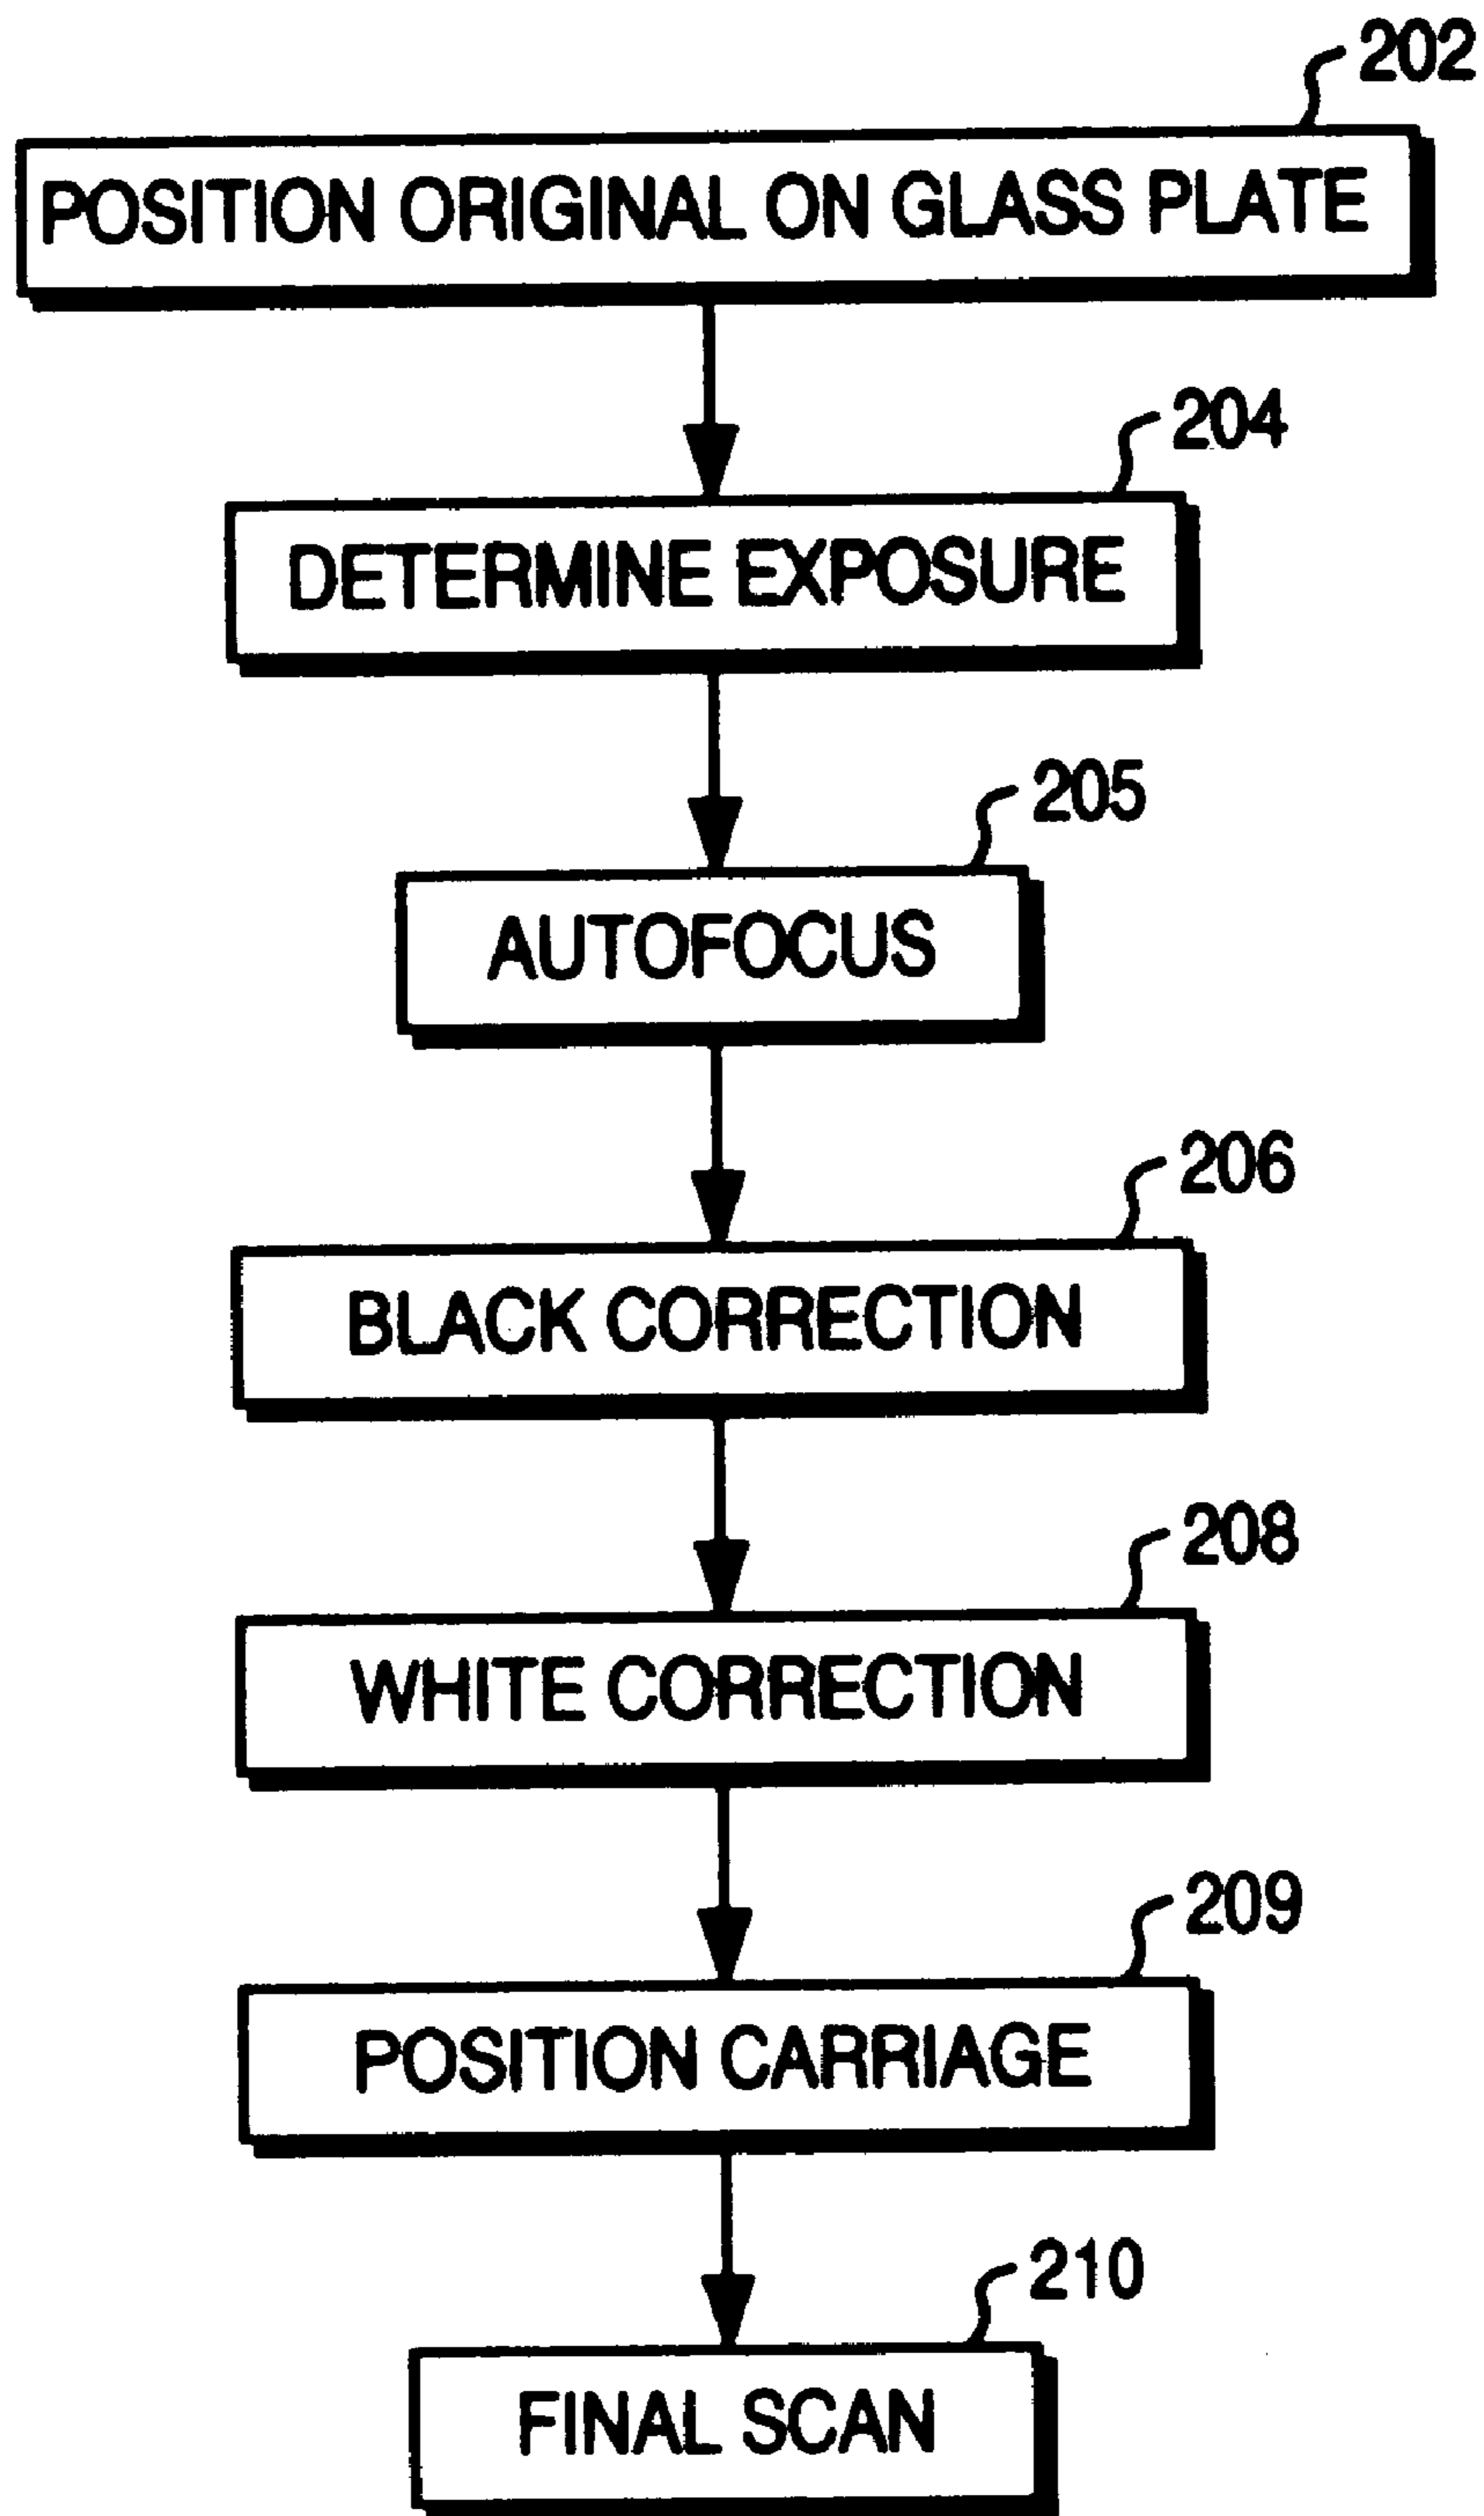 202
POSITION ORIGINAL ON GLASS PLATE
204
DETERMINE EXPOSURE
205
AUTOFOCUS
206
BLACK CORRECTION
208
WHITE CORRECTION
209
POSITION CARRIAGE
210
FINAL SCAN